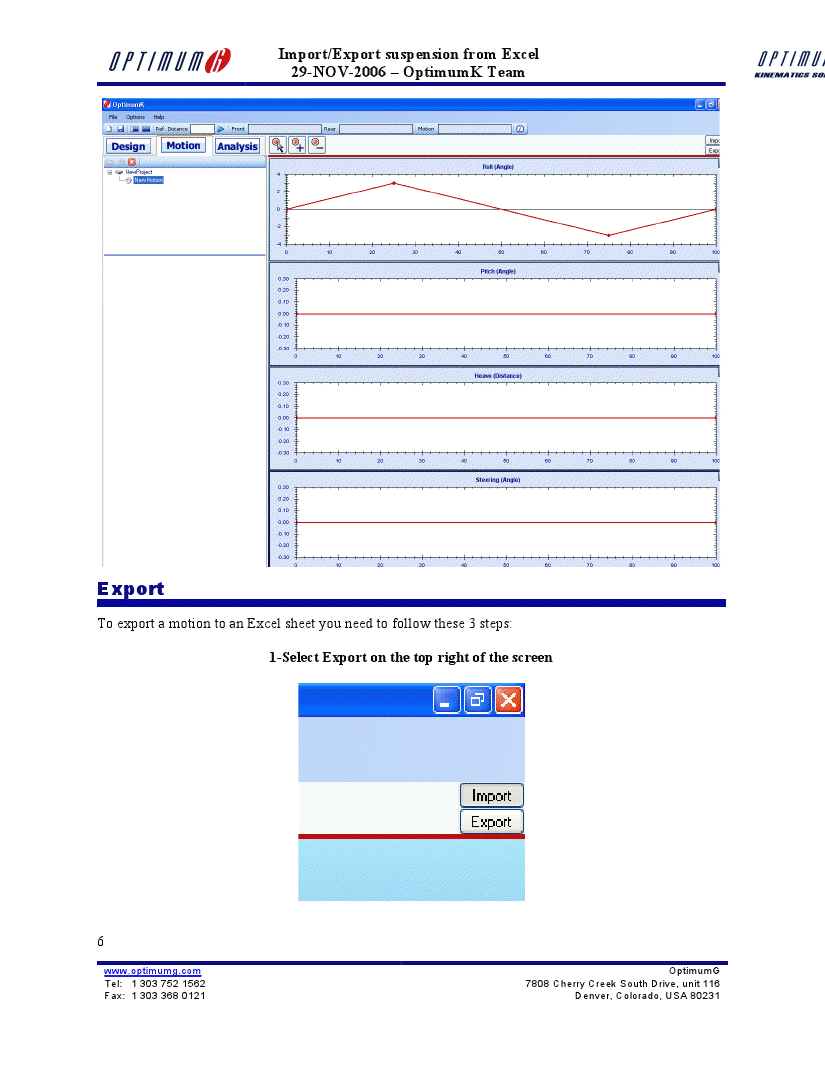 OPTIMUMG
Import/Export suspension from Excel
29-NOV-2006 – OptimumK Team
OPTIMU
KINEMATICS SO
OptimumK
File Options Help
Ref. Distance Front Rear Motion
Design Motion Analysis
Impo
Expo
NewProject
New Motion
Roll (Angle)
4
2
0
-2
-4
0 10 20 30 40 50 60 70 80 90 100
Pitch (Angle)
0.30
0.20
0.10
0.00
-0.10
-0.20
-0.30
0 10 20 30 40 50 60 70 80 90 100
Heave (Distance)
0.30
0.20
0.10
0.00
-0.10
-0.20
-0.30
0 10 20 30 40 50 60 70 80 90 100
Steering (Angle)
0.30
0.20
0.10
0.00
-0.10
-0.20
-0.30
0 10 20 30 40 50 60 70 80 90 100
Export
To export a motion to an Excel sheet you need to follow these 3 steps:
1-Select Export on the top right of the screen
Import
Export
6
www.optimumg.com OptimumG
Tel: 1 303 752 1562 7808 Cherry Creek South Drive, unit 116
Fax: 1 303 368 0121 Denver, Colorado, USA 80231